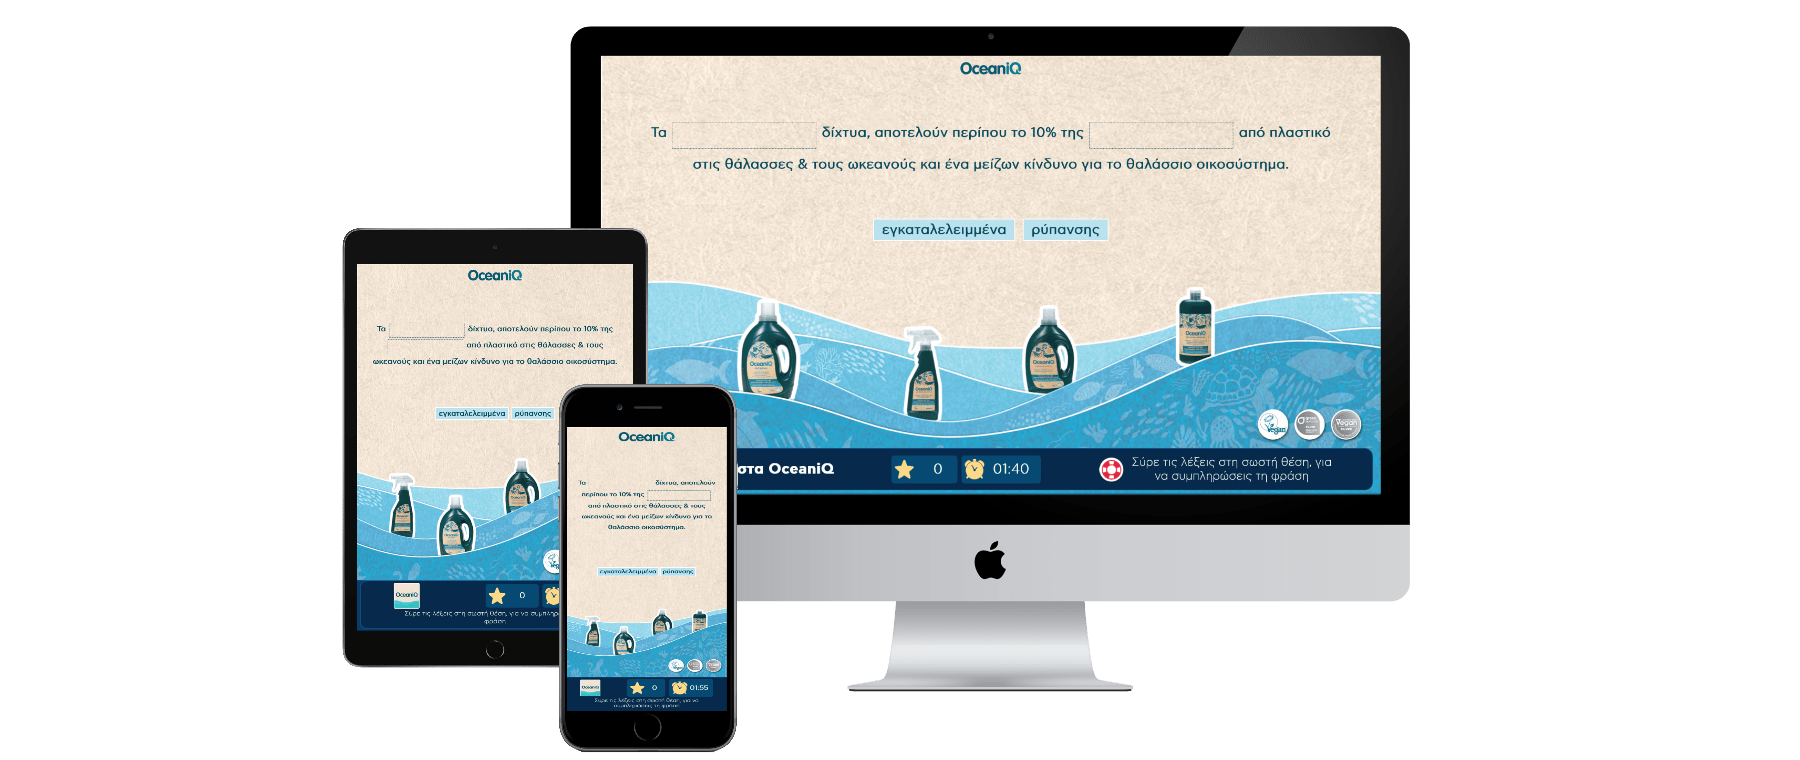 OceaniQ
Τα δίχτυα, αποτελούν περίπου το 10% της από πλαστικό
στις θάλασσες & τους ωκεανούς και ένα μείζων κίνδυνο για το θαλάσσιο οικοσύστημα.
εγκαταλελειμμένα ρύπανσης
OceaniQ
Vegan
Vegan
στα OceaniQ
0
01:40
Σύρε τις λέξεις στη σωστή θέση, για
να συμπληρώσεις τη φράση
OceaniQ
Τα δίχτυα, αποτελούν περίπου το 10% της
από πλαστικό στις θάλασσες & τους
ωκεανούς και ένα μείζων κίνδυνο για το θαλάσσιο οικοσύστημα.
εγκαταλελειμμένα ρύπανσης
OceaniQ
0
Σύρε τις λέξεις στη σωστή θέση, για να συμπληρώ
φράση
OceaniQ
Τα δίχτυα, αποτελούν
περίπου το 10% της
από πλαστικό στις θάλασσες & τους
ωκεανούς και ένα μείζων κίνδυνο για το
θαλάσσιο οικοσύστημα.
εγκαταλελειμμένα ρύπανσης
OceaniQ
0
01:55
Σύρε τις λέξεις στη σωστή θέση, για να
συμπληρώσεις τη φράση